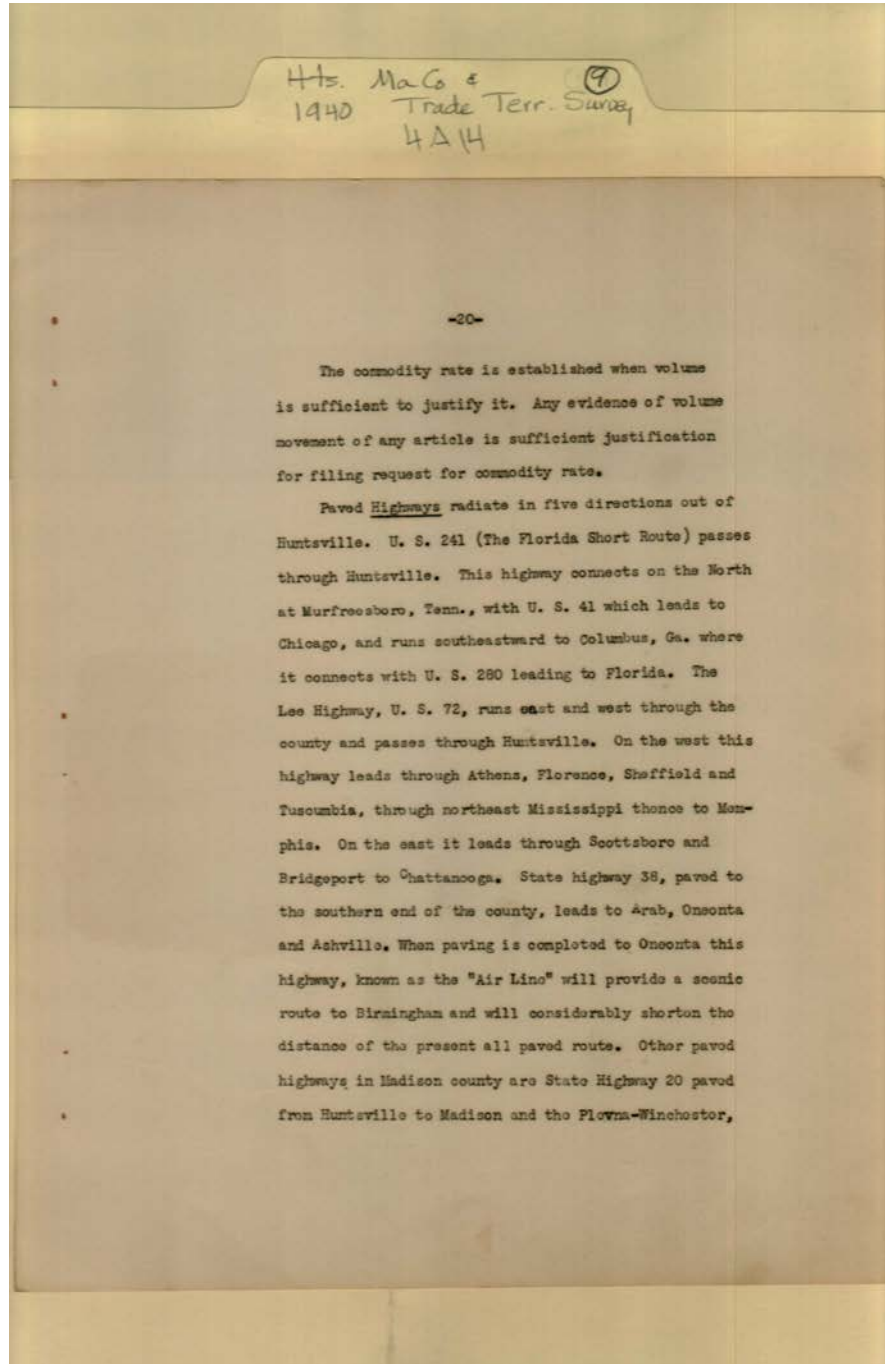 Hts. Ma Co & 9
1940 Trade Terr. Survey
4A14
-20-
The commodity rate is established when volume
is sufficient to justify it. Any evidence of volume
movement of any article is sufficient justification
for filing request for commodity rate.
Paved Highways radiate in five directions out of
Huntsville. U. S. 241 (The Florida Short Route) passes
through Huntsville. This highway connects on the North
at Murfreesboro, Tenn., with U. S. 41 which leads to
Chicago, and runs southeastward to Columbus, Ga. where
it connects with U. S. 280 leading to Florida. The
Lee Highway, U. S. 72, runs east and west through the
county and passes through Huntsville. On the west this
highway leads through Athens, Florence, Sheffield and
Tuscumbia, through northeast Mississippi thence to Mem-
phis. On the east it leads through Scottsboro and
Bridgeport to Chattanooga. State highway 38, paved to
the southern end of the county, leads to Arab, Oneonta
and Ashville. When paving is completed to Oneonta this
highway, known as the "Air Line" will provide a scenic
route to Birmingham and will considerably shorten the
distance of the present all paved route. Other paved
highways in Madison county are State Highway 20 paved
from Huntsville to Madison and the Plevna-Winchester,